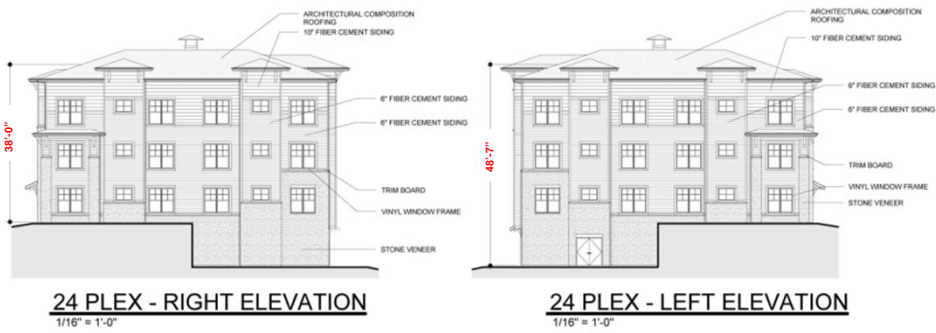 ARCHITECTURAL COMPOSITION
ROOFING
10" FIBER CEMENT SIDING
6" FIBER CEMENT SIDING
6" FIBER CEMENT SIDING
38'-0"
TRIM BOARD
VINYL WINDOW FRAME
STONE VENEER
24 PLEX - RIGHT ELEVATION
1/16" = 1'-0"
ARCHITECTURAL COMPOSITION
ROOFING
10" FIBER CEMENT SIDING
6" FIBER CEMENT SIDING
6" FIBER CEMENT SIDING
48'-7"
TRIM BOARD
VINYL WINDOW FRAME
STONE VENEER
24 PLEX - LEFT ELEVATION
1/16" = 1'-0"